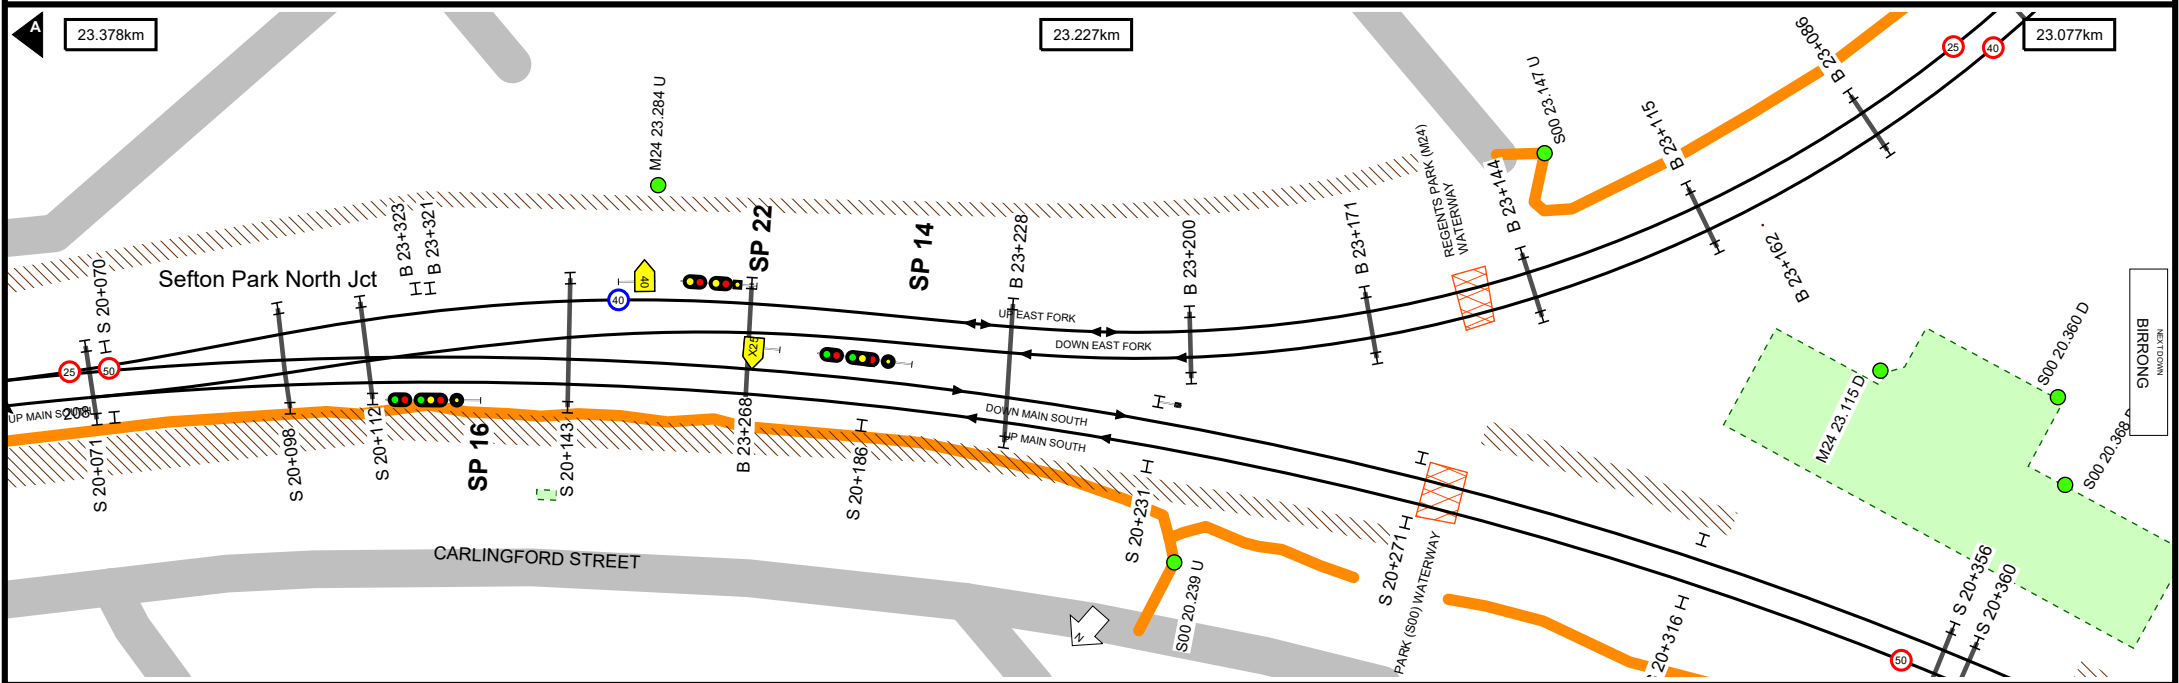 A
23.378km
23.227km
23.077km
25
40
B 23+086
S00 23.147 U
B 23+115
M24 23.284 U
REGENTS PARK (M24)
WATERWAY
B 23+144
B 23+162
B 23+323
B 23+321
SP 22
SP 14
B 23+228
B 23+200
B 23+171
S 20+070
Sefton Park North Jct
40
40
UP EAST FORK
DOWN EAST FORK
X25
25
50
UP MAIN SOUTH
208
DOWN MAIN SOUTH
UP MAIN SOUTH
S 20+071
S 20+098
S 20+112
SP 16
S 20+143
B 23+268
S 20+186
S 20+231
S 20+271
PARK (S00) WATERWAY
S00 20.239 U
CARLINGFORD STREET
N
20+316
S 20+356
S 20+360
50
M24 23.115 D
S00 20.360 D
S00 20.368
NEXT DOWN
BIRRONG